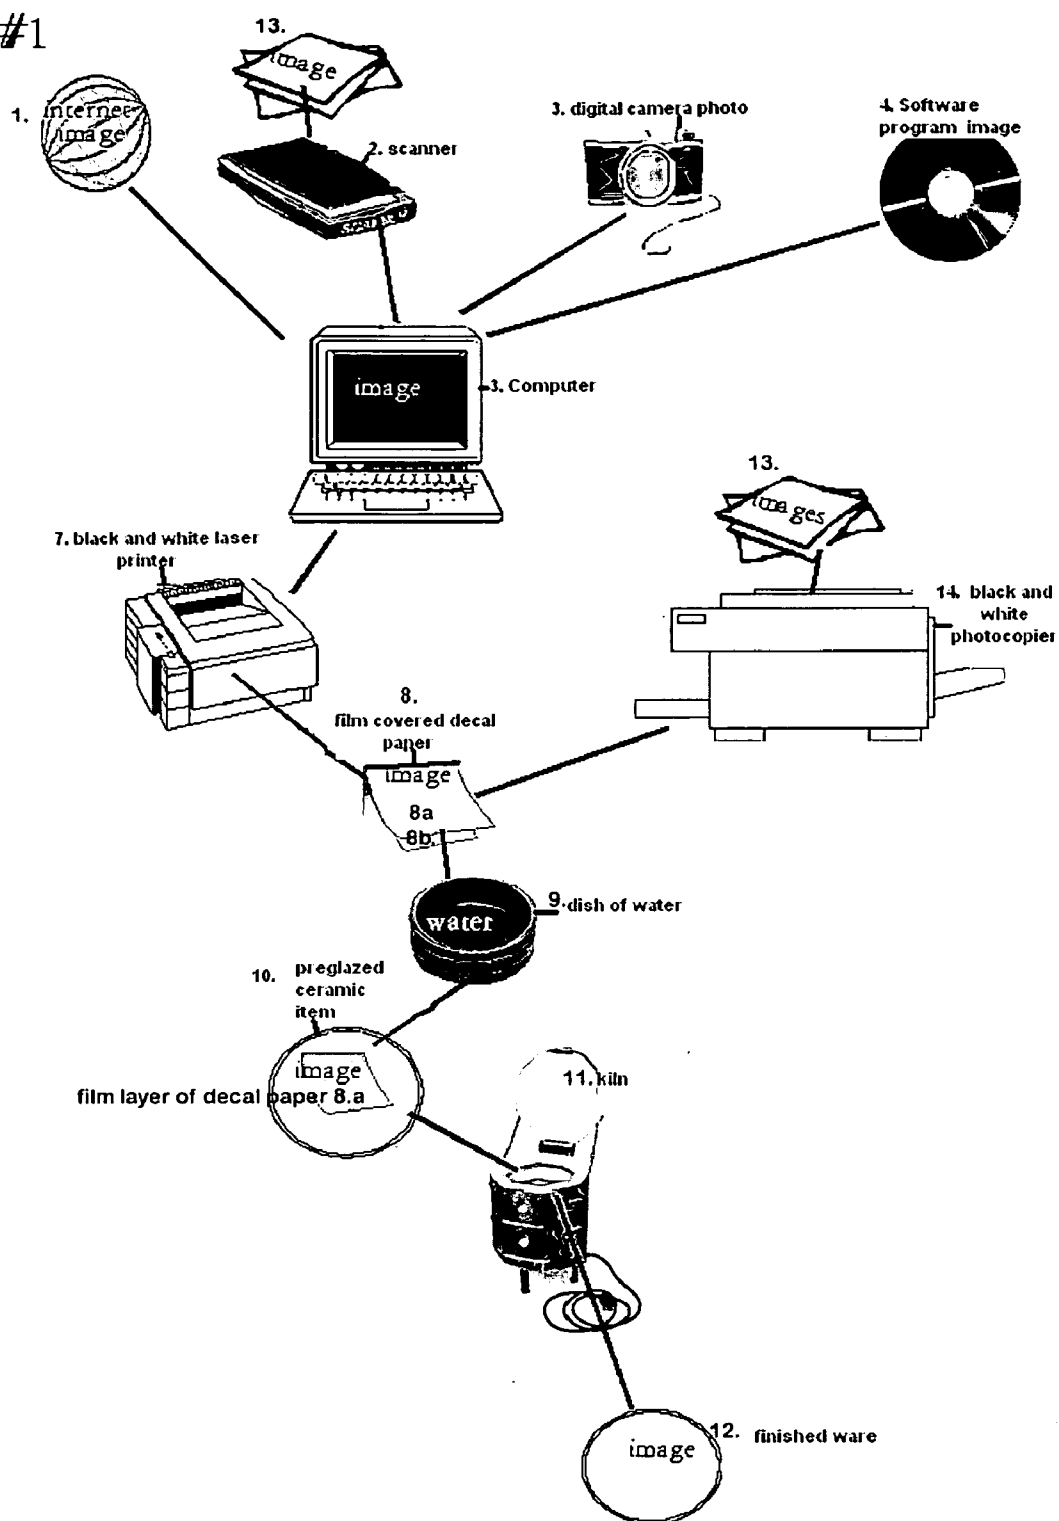 #1
13.
image
1.
internet
image
2. scanner
3. digital camera photo
4. Software
program image
image
3. Computer
13.
images
7. black and white laser
printer
14. black and
white
photocopier
8.
film covered decal
paper
image
8a
8b.
9. dish of water
water
10.
preglazed
ceramic
item
image
film layer of decal paper 8.a
11. kiln
12. finished ware
image